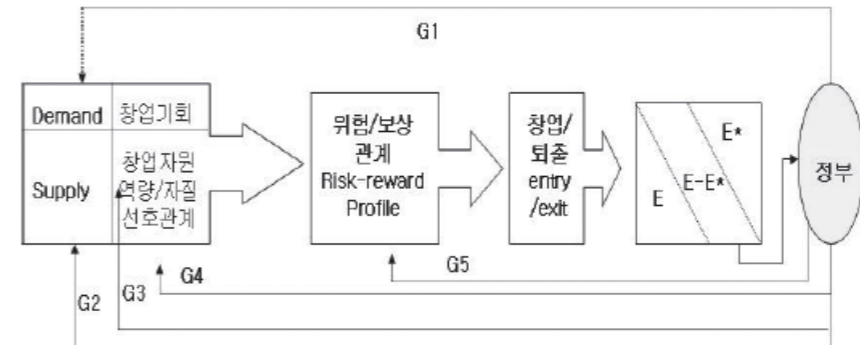 G1
Demand
창업기회
Supply
창업자원
역량/자질
선호관계
위험/보상
관계
Risk-reward
Profile
창업/
퇴출
entry
/exit
E
E-E*
E*
정부
G2
G3
G4
G5